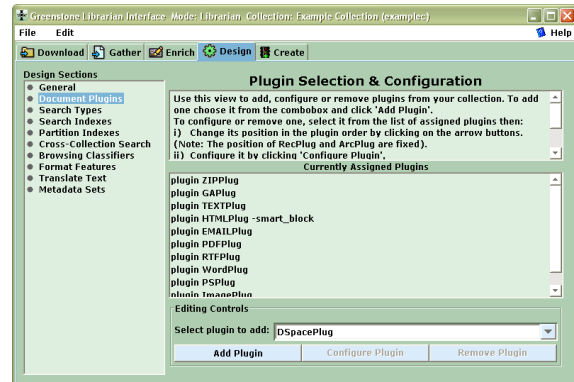 Greenstone Librarian Interface Mode: Librarian Collection: Example Collection (examplec)
File Edit Help
Download Gather Enrich Design Create
Design Sections
General
Document Plugins
Search Types
Search Indexes
Partition Indexes
Cross-Collection Search
Browsing Classifiers
Format Features
Translate Text
Metadata Sets
Plugin Selection & Configuration
Use this view to add, configure or remove plugins from your collection. To add
one choose it from the combobox and click 'Add Plugin'.
To configure or remove one, select it from the list of assigned plugins then:
i) Change its position in the plugin order by clicking on the arrow buttons.
(Note: The position of RecPlug and ArcPlug are fixed).
ii) Configure it by clicking 'Configure Plugin',
Currently Assigned Plugins
plugin ZIPPlug
plugin GAPlug
plugin TEXTPlug
plugin HTMLPlug -smart_block
plugin EMAILPlug
plugin PDFPlug
plugin RTFPlug
plugin WordPlug
plugin PSPlug
plugin ImagePlug
Editing Controls
Select plugin to add: DSpacePlug
Add Plugin Configure Plugin Remove Plugin